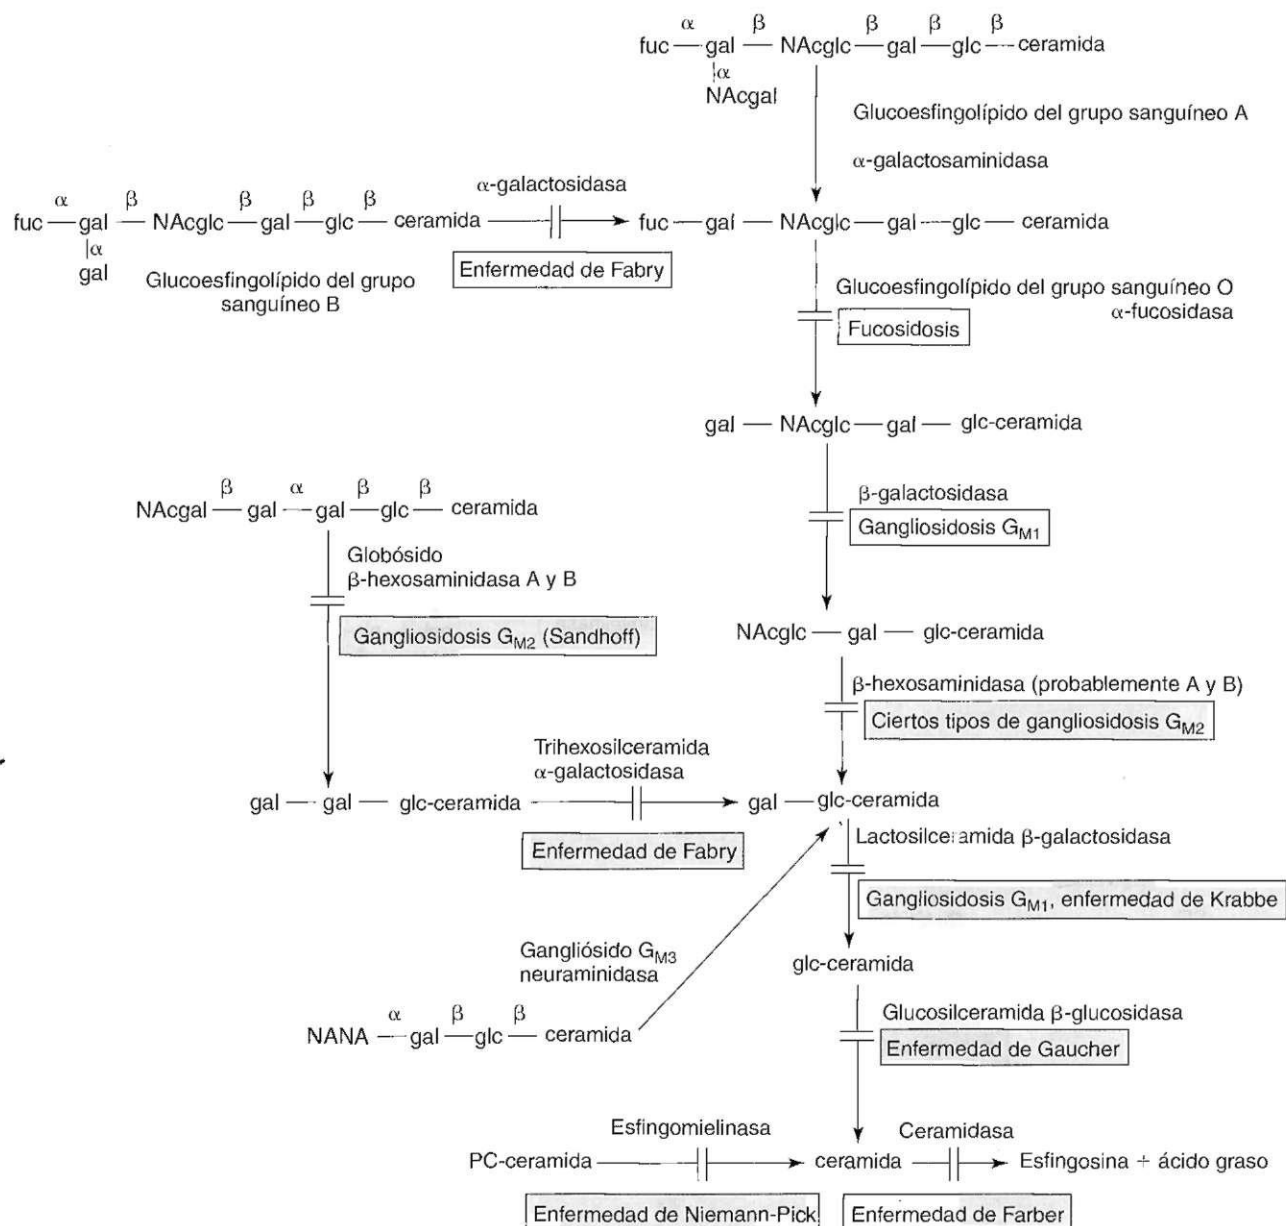 α β β β β
fuc — gal — NAcglc — gal — glc — ceramida
|α
NAcgal
Glucoesfingolípido del grupo sanguíneo A
α-galactosaminidasa
α β β β β
fuc — gal — NAcglc — gal — glc — ceramida
|α
gal
Glucoesfingolípido del grupo
sanguíneo B
α-galactosidasa
Enfermedad de Fabry
fuc — gal — NAcglc — gal — glc — ceramida
Glucoesfingolípido del grupo sanguíneo O
α-fucosidasa
Fucosidosis
gal — NAcglc — gal — glc-ceramida
β-galactosidasa
Gangliosidosis GM1
β α β β
NAcgal — gal — gal — glc — ceramida
Globósido
β-hexosaminidasa A y B
Gangliosidosis GM2 (Sandhoff)
NAcglc — gal — glc-ceramida
β-hexosaminidasa (probablemente A y B)
Ciertos tipos de gangliosidosis GM2
Trihexosilceramida
α-galactosidasa
gal — gal — glc-ceramida
gal — glc-ceramida
Enfermedad de Fabry
Lactosilceramida β-galactosidasa
Gangliosidosis GM1, enfermedad de Krabbe
Gangliósido GM3
neuraminidasa
glc-ceramida
α β β
NANA — gal — glc — ceramida
Glucosilceramida β-glucosidasa
Enfermedad de Gaucher
Esfingomielinasa
Ceramidasa
PC-ceramida
ceramida
Esfingosina + ácido graso
Enfermedad de Niemann-Pick
Enfermedad de Farber